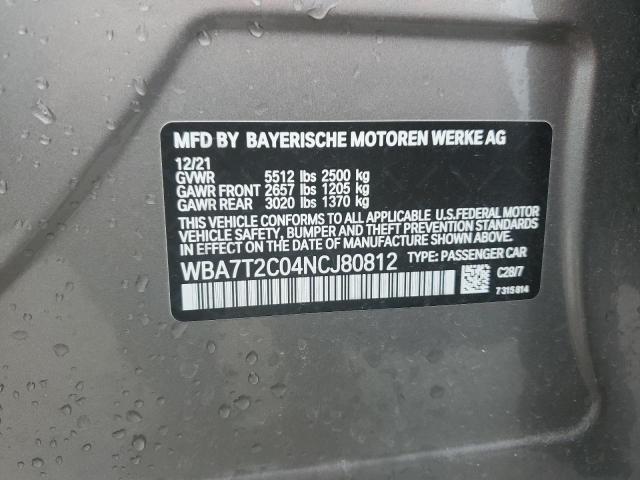 MFD BY BAYERISCHE MOTOREN WERKE AG
12/21
GVWR 5512 lbs 2500 kg
GAWR FRONT 2657 lbs 1205 kg
GAWR REAR 3020 lbs 1370 kg
THIS VEHICLE CONFORMS TO ALL APPLICABLE U.S.FEDERAL MOTOR
VEHICLE SAFETY, BUMPER AND THEFT PREVENTION STANDARDS
IN EFFECT ON THE DATE OF MANUFACTURE SHOWN ABOVE.
WBA7T2C04NCJ80812 TYPE: PASSENGER CAR
C28/7
7315814